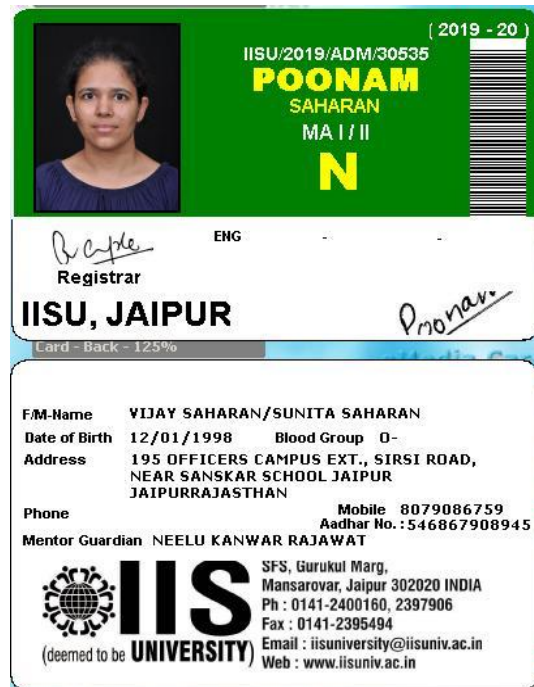 ( 2019 - 20 )
IISU/2019/ADM/30535
POONAM
SAHARAN
MA I / II
N
ENG - -
Registrar
IISU, JAIPUR
Poonam
Card - Back - 125%
F/M-Name VIJAY SAHARAN/SUNITA SAHARAN
Date of Birth 12/01/1998 Blood Group O-
Address 195 OFFICERS CAMPUS EXT., SIRSI ROAD,
NEAR SANSKAR SCHOOL JAIPUR
JAIPURRAJASTHAN
Phone Mobile 8079086759
Aadhar No. : 546867908945
Mentor Guardian NEELU KANWAR RAJAWAT
IIS
(deemed to be UNIVERSITY)
SFS, Gurukul Marg,
Mansarovar, Jaipur 302020 INDIA
Ph : 0141-2400160, 2397906
Fax : 0141-2395494
Email : iisuniversity@iisuniv.ac.in
Web : www.iisuniv.ac.in